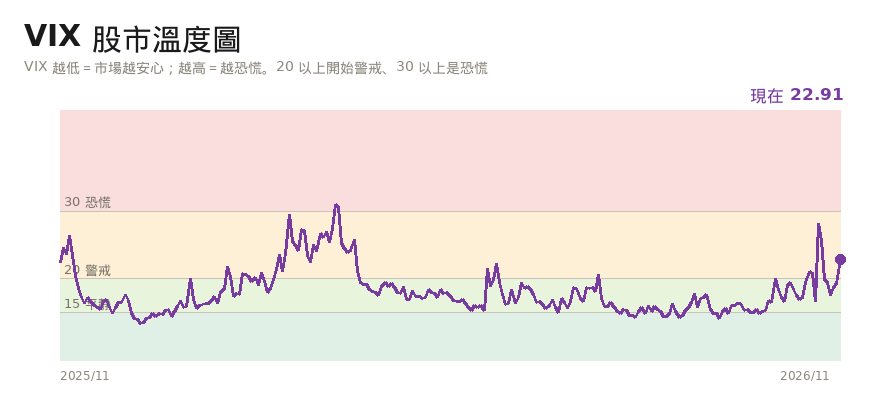 VIX 股市溫度圖
VIX 越低 = 市場越安心；越高 = 越恐慌。20 以上開始警戒、30 以上是恐慌
現在 22.91
30 恐慌
20 警戒
15
2025/11
2026/11